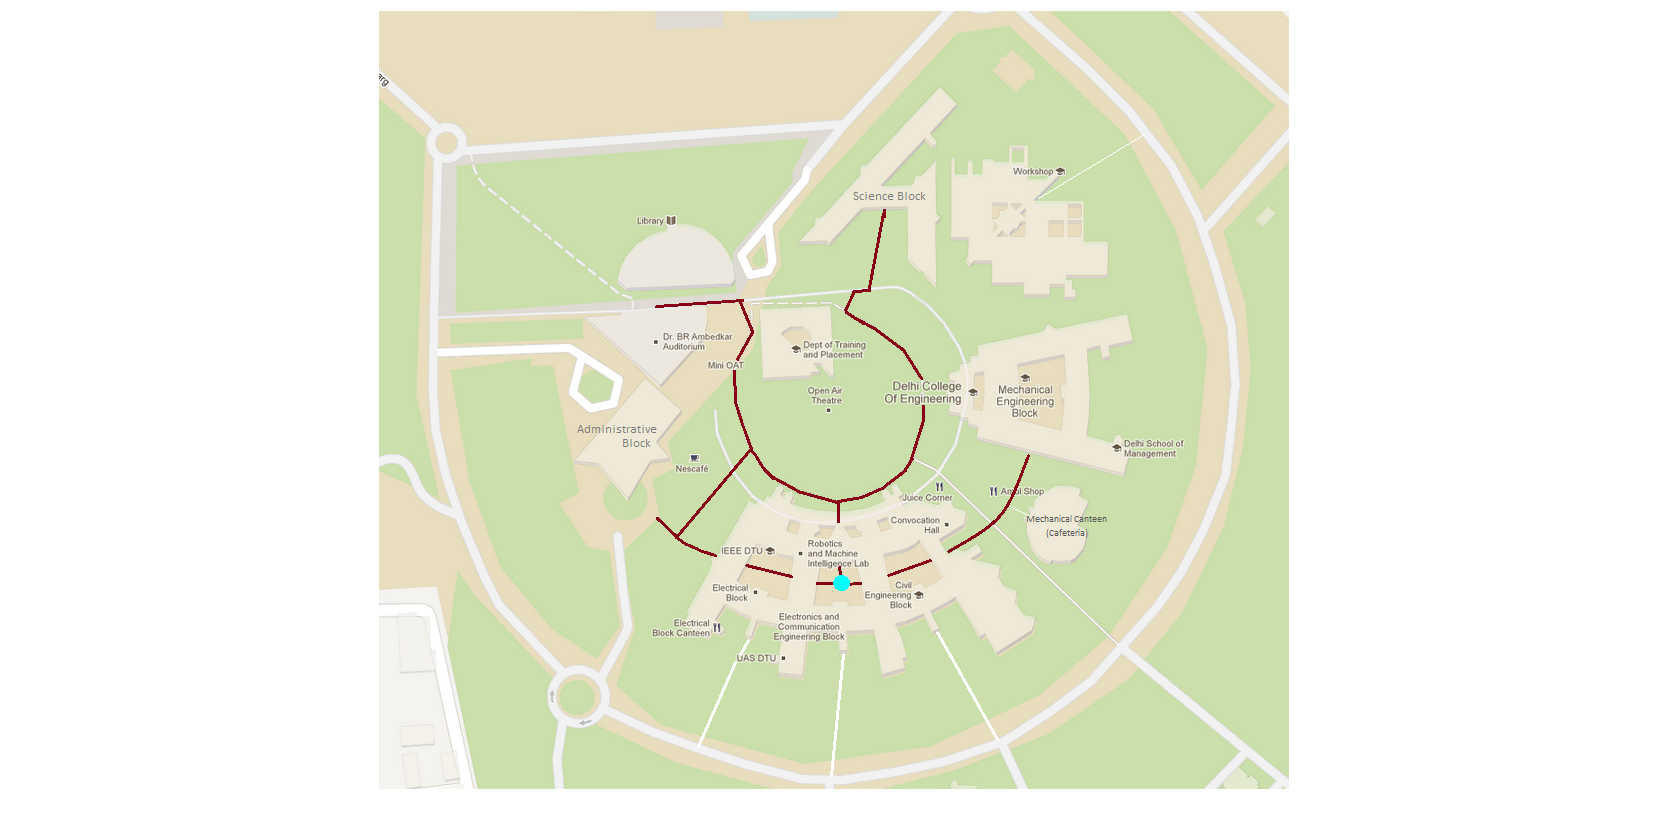 Workshop
Science Block
Library
Dr. BR Ambedkar
Auditorium
Dept of Training
and Placement
Mini OAT
Open Air
Theatre
Delhi College
Of Engineering
Mechanical
Engineering
Block
Administrative
Block
Delhi School of
Management
Nescafé
Juice Corner
Amul Shop
Convocation
Hall
Mechanical Canteen
(Cafeteria)
IEEE DTU
Robotics
and Machine
Intelligence Lab
Electrical
Block
Civil
Engineering
Block
Electrical
Block Canteen
Electronics and
Communication
Engineering Block
UAS DTU